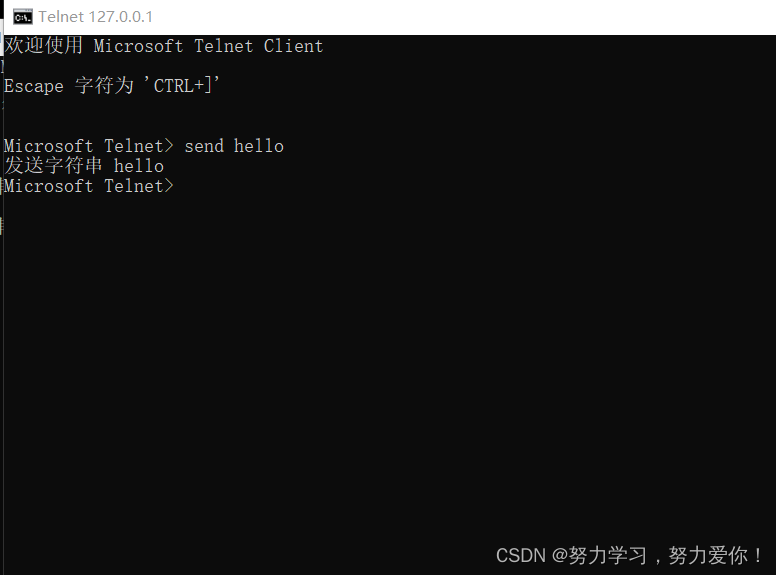 Telnet 127.0.0.1
欢迎使用 Microsoft Telnet Client
Escape 字符为 'CTRL+]'
Microsoft Telnet> send hello
发送字符串 hello
Microsoft Telnet>
CSDN @努力学习，努力爱你！